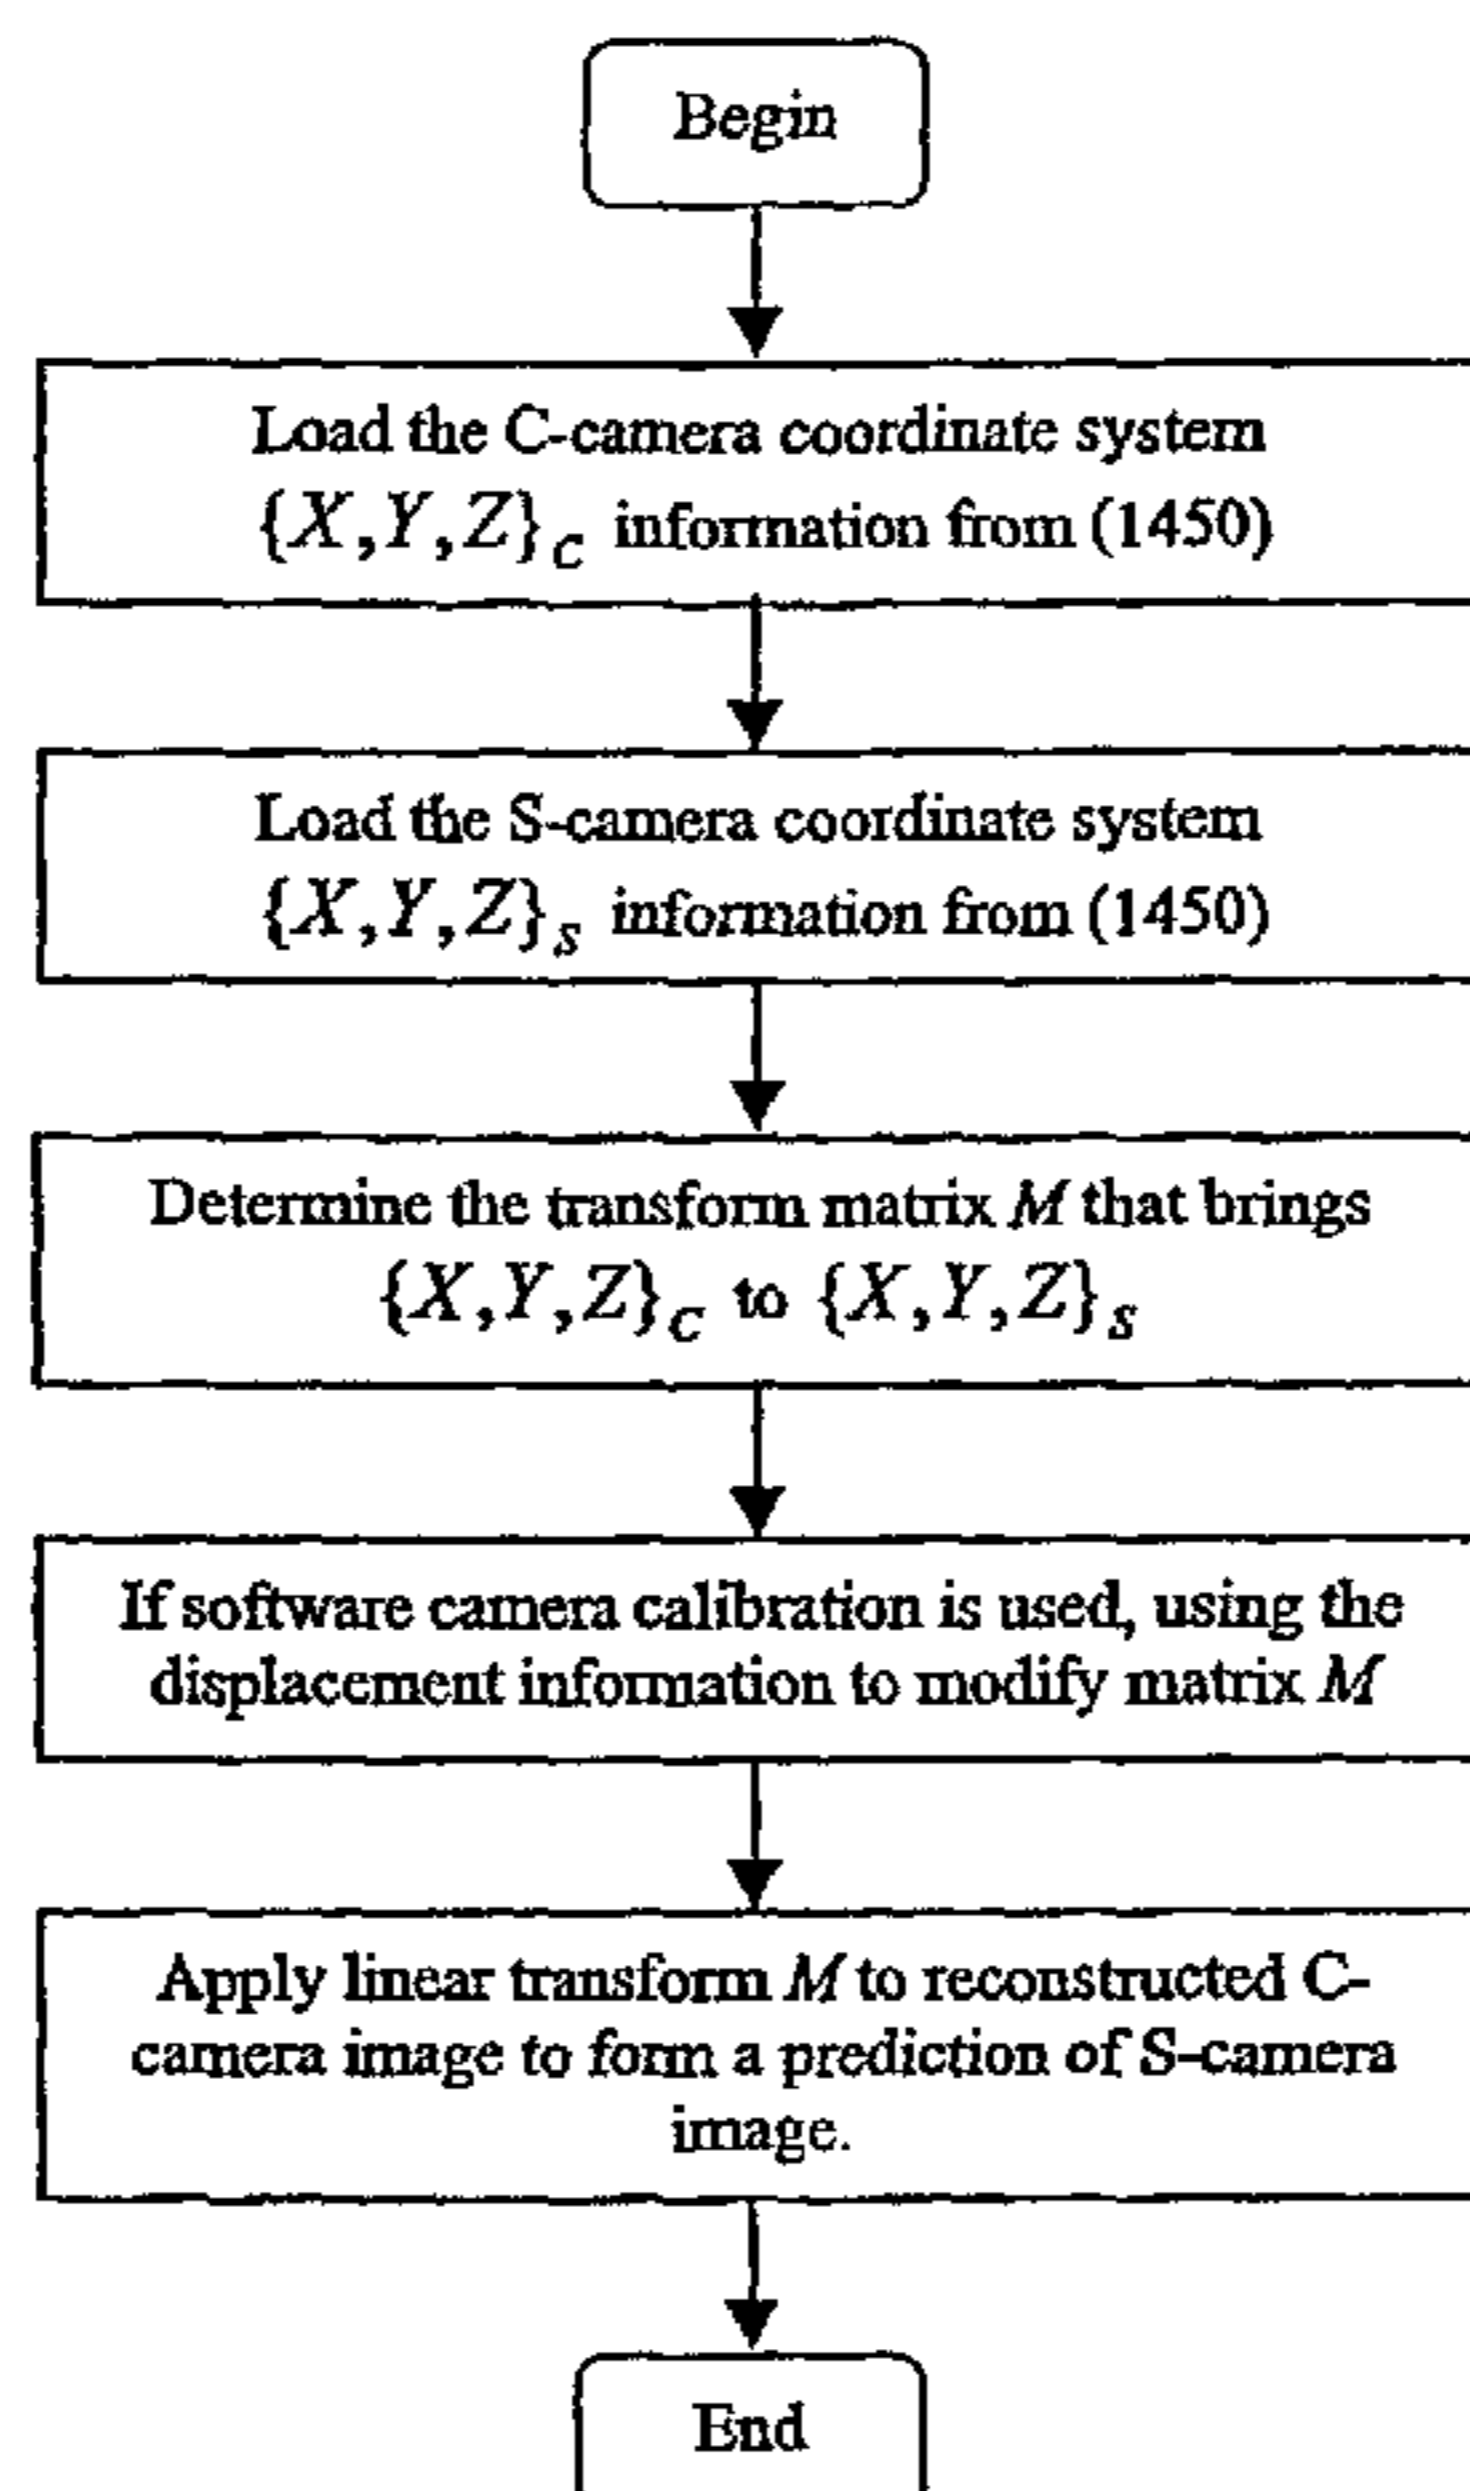 Begin
Load the C-camera coordinate system
{X,Y,Z}C information from (1450)
Load the S-camera coordinate system
{X,Y,Z}S information from (1450)
Determine the transform matrix M that brings
{X,Y,Z}C to {X,Y,Z}S
If software camera calibration is used, using the
displacement information to modify matrix M
Apply linear transform M to reconstructed C-
camera image to form a prediction of S-camera
image.
End